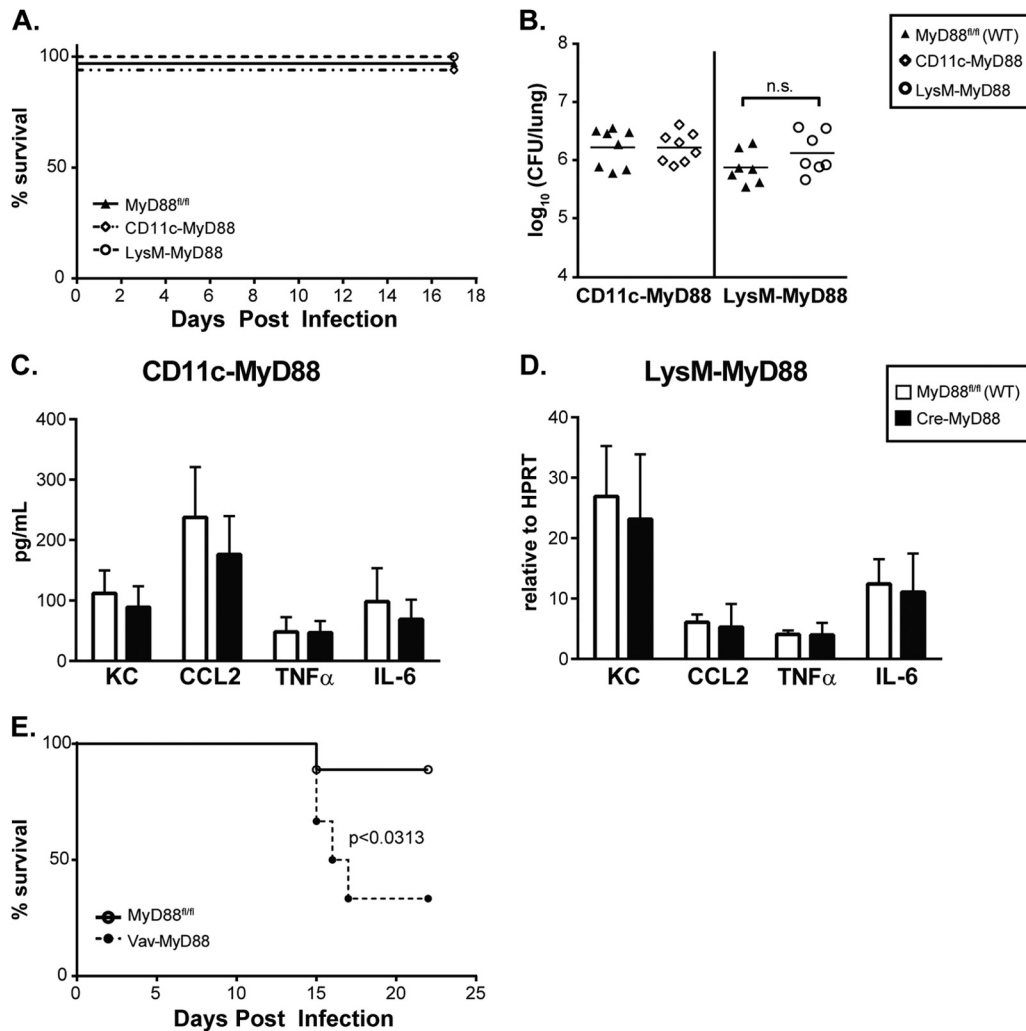 A.
100
50
0
% survival
MyD88fl/fl
CD11c-MyD88
LysM-MyD88
0 2 4 6 8 10 12 14 16 18
Days Post Infection
B.
8
7
6
5
4
log10 (CFU/lung)
n.s.
CD11c-MyD88 LysM-MyD88
MyD88fl/fl (WT)
CD11c-MyD88
LysM-MyD88
C.
CD11c-MyD88
400
300
200
100
0
pg/mL
KC CCL2 TNFα IL-6
D.
LysM-MyD88
40
30
20
10
0
relative to HPRT
KC CCL2 TNFα IL-6
MyD88fl/fl (WT)
Cre-MyD88
E.
100
50
0
% survival
p<0.0313
MyD88fl/fl
Vav-MyD88
0 5 10 15 20 25
Days Post Infection